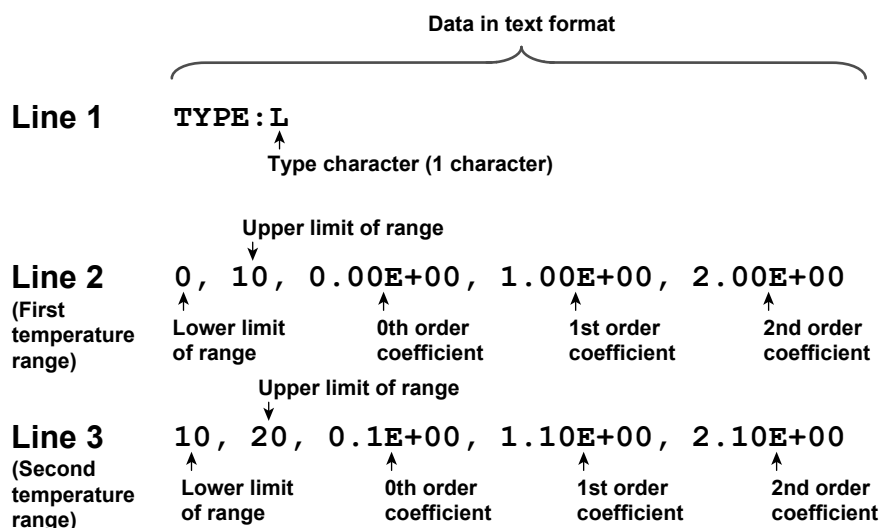 Data in text format
Line 1 TYPE:L
Type character (1 character)
Upper limit of range
Line 2 0, 10, 0.00E+00, 1.00E+00, 2.00E+00
(First temperature range)
Lower limit of range
0th order coefficient
1st order coefficient
2nd order coefficient
Upper limit of range
Line 3 10, 20, 0.1E+00, 1.10E+00, 2.10E+00
(Second temperature range)
Lower limit of range
0th order coefficient
1st order coefficient
2nd order coefficient